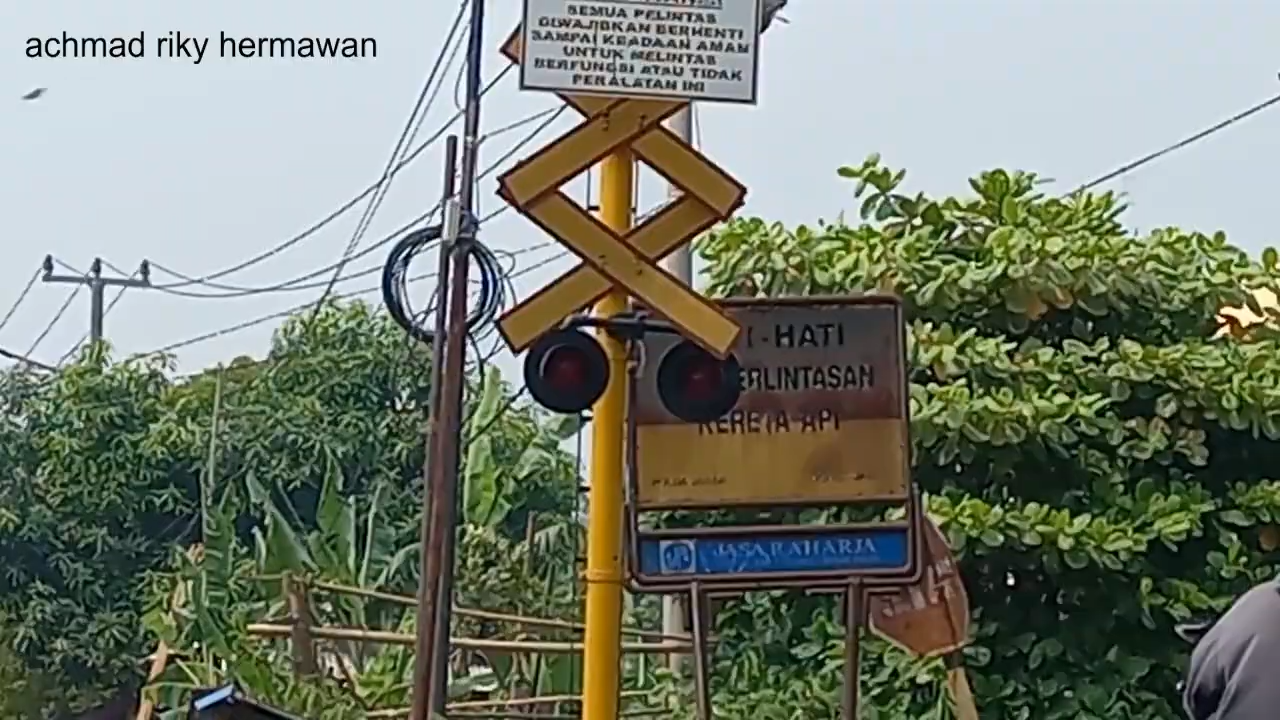 achmad riky hermawan
SEMUA PELINTAS
DIWAJIBKAN BERHENTI
SAMPAI KEADAAN AMAN
UNTUK MELINTAS
BERFUNGSI ATAU TIDAK
PERALATAN INI
I-HATI
ERLINTASAN
KERETA API
JASA RAHARJA